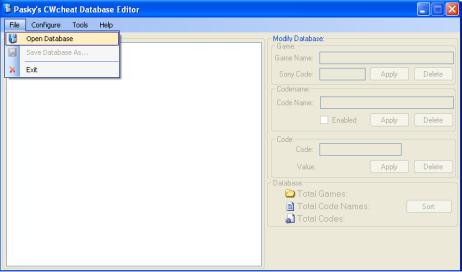 Pasky's CWcheat Database Editor
File Configure Tools Help
Open Database
Save Database As...
Exit
Modify Database:
Game:
Game Name:
Sony Code: Apply Delete
Codename:
Code Name:
Enabled Apply Delete
Code:
Code:
Value: Apply Delete
Database
Total Games:
Total Code Names: Sort
Total Codes: